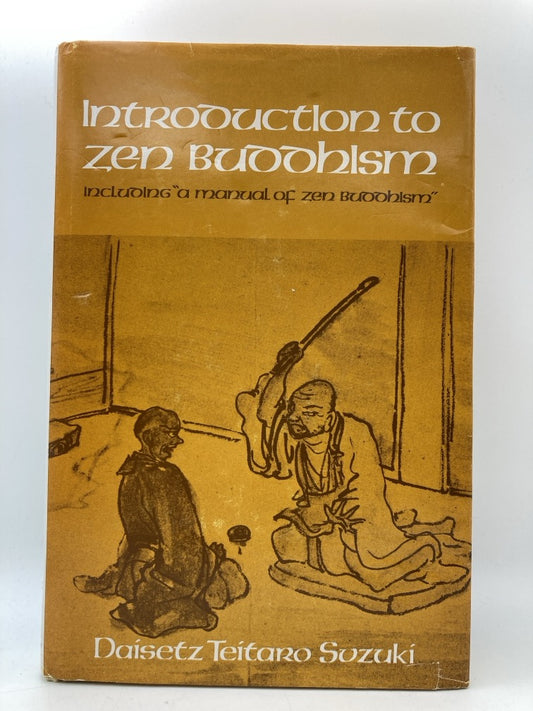 Introduction to
Zen Buddhism
Including "a manual of Zen Buddhism"
Daisetz Teitaro Suzuki